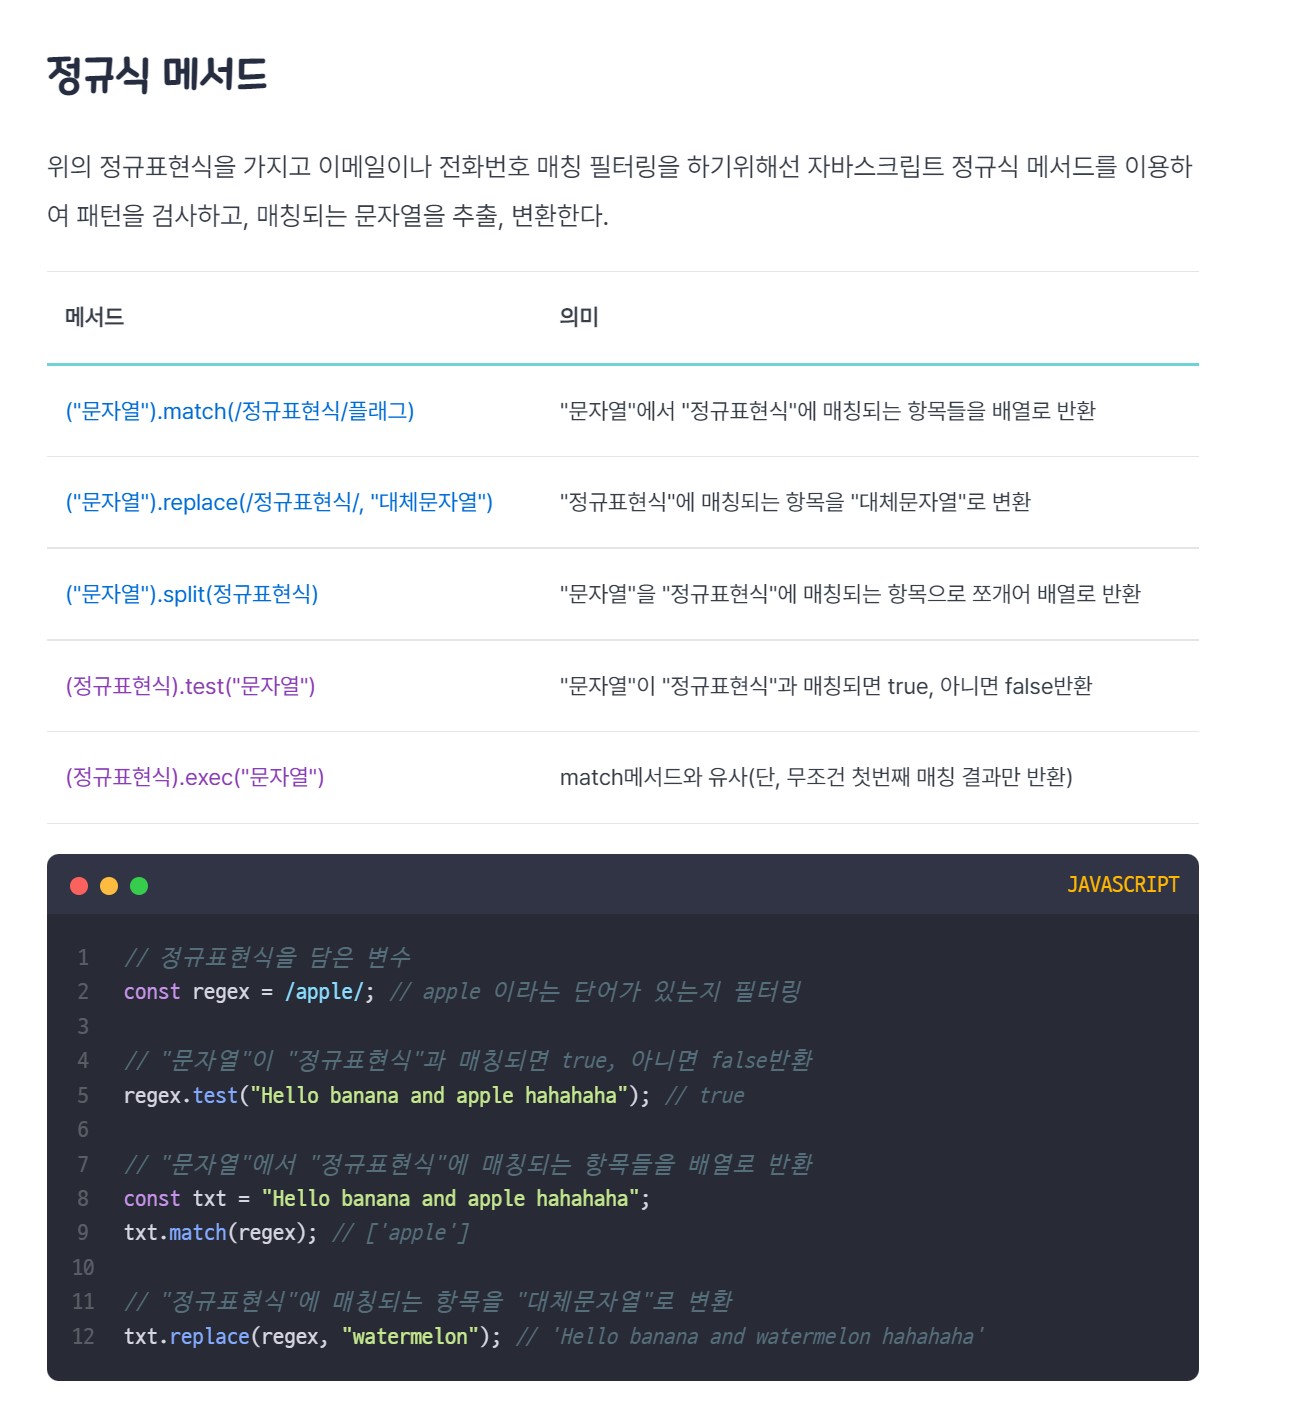 정규식 메서드
위의 정규표현식을 가지고 이메일이나 전화번호 매칭 필터링을 하기위해선 자바스크립트 정규식 메서드를 이용하
여 패턴을 검사하고, 매칭되는 문자열을 추출, 변환한다.
메서드 의미
("문자열").match(/정규표현식/플래그) "문자열"에서 "정규표현식"에 매칭되는 항목들을 배열로 반환
("문자열").replace(/정규표현식/, "대체문자열") "정규표현식"에 매칭되는 항목을 "대체문자열"로 변환
("문자열").split(정규표현식) "문자열"을 "정규표현식"에 매칭되는 항목으로 쪼개어 배열로 반환
(정규표현식).test("문자열") "문자열"이 "정규표현식"과 매칭되면 true, 아니면 false반환
(정규표현식).exec("문자열") match메서드와 유사(단, 무조건 첫번째 매칭 결과만 반환)
JAVASCRIPT
1 // 정규표현식을 담은 변수
2 const regex = /apple/; // apple 이라는 단어가 있는지 필터링
3
4 // "문자열"이 "정규표현식"과 매칭되면 true, 아니면 false반환
5 regex.test("Hello banana and apple hahahaha"); // true
6
7 // "문자열"에서 "정규표현식"에 매칭되는 항목들을 배열로 반환
8 const txt = "Hello banana and apple hahahaha";
9 txt.match(regex); // ['apple']
10
11 // "정규표현식"에 매칭되는 항목을 "대체문자열"로 변환
12 txt.replace(regex, "watermelon"); // 'Hello banana and watermelon hahahaha'